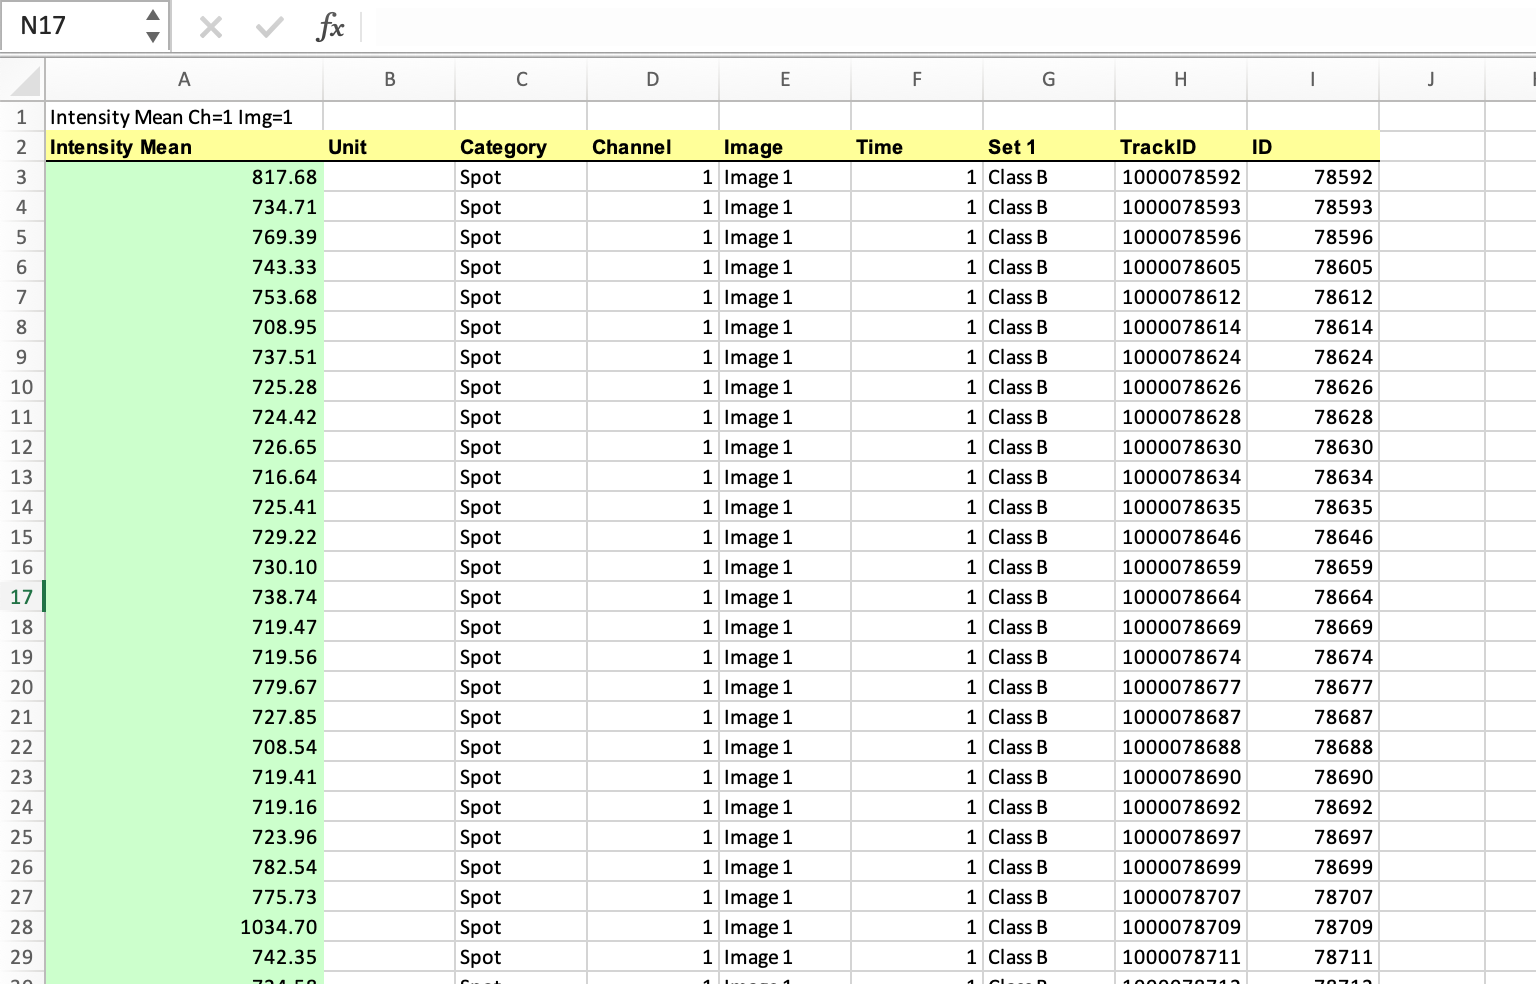 N17 fx
A B C D E F G H I J
1 Intensity Mean Ch=1 Img=1
2 Intensity Mean Unit Category Channel Image Time Set 1 TrackID ID
3 817.68 Spot 1 Image 1 1 Class B 1000078592 78592
4 734.71 Spot 1 Image 1 1 Class B 1000078593 78593
5 769.39 Spot 1 Image 1 1 Class B 1000078596 78596
6 743.33 Spot 1 Image 1 1 Class B 1000078605 78605
7 753.68 Spot 1 Image 1 1 Class B 1000078612 78612
8 708.95 Spot 1 Image 1 1 Class B 1000078614 78614
9 737.51 Spot 1 Image 1 1 Class B 1000078624 78624
10 725.28 Spot 1 Image 1 1 Class B 1000078626 78626
11 724.42 Spot 1 Image 1 1 Class B 1000078628 78628
12 726.65 Spot 1 Image 1 1 Class B 1000078630 78630
13 716.64 Spot 1 Image 1 1 Class B 1000078634 78634
14 725.41 Spot 1 Image 1 1 Class B 1000078635 78635
15 729.22 Spot 1 Image 1 1 Class B 1000078646 78646
16 730.10 Spot 1 Image 1 1 Class B 1000078659 78659
17 738.74 Spot 1 Image 1 1 Class B 1000078664 78664
18 719.47 Spot 1 Image 1 1 Class B 1000078669 78669
19 719.56 Spot 1 Image 1 1 Class B 1000078674 78674
20 779.67 Spot 1 Image 1 1 Class B 1000078677 78677
21 727.85 Spot 1 Image 1 1 Class B 1000078687 78687
22 708.54 Spot 1 Image 1 1 Class B 1000078688 78688
23 719.41 Spot 1 Image 1 1 Class B 1000078690 78690
24 719.16 Spot 1 Image 1 1 Class B 1000078692 78692
25 723.96 Spot 1 Image 1 1 Class B 1000078697 78697
26 782.54 Spot 1 Image 1 1 Class B 1000078699 78699
27 775.73 Spot 1 Image 1 1 Class B 1000078707 78707
28 1034.70 Spot 1 Image 1 1 Class B 1000078709 78709
29 742.35 Spot 1 Image 1 1 Class B 1000078711 78711